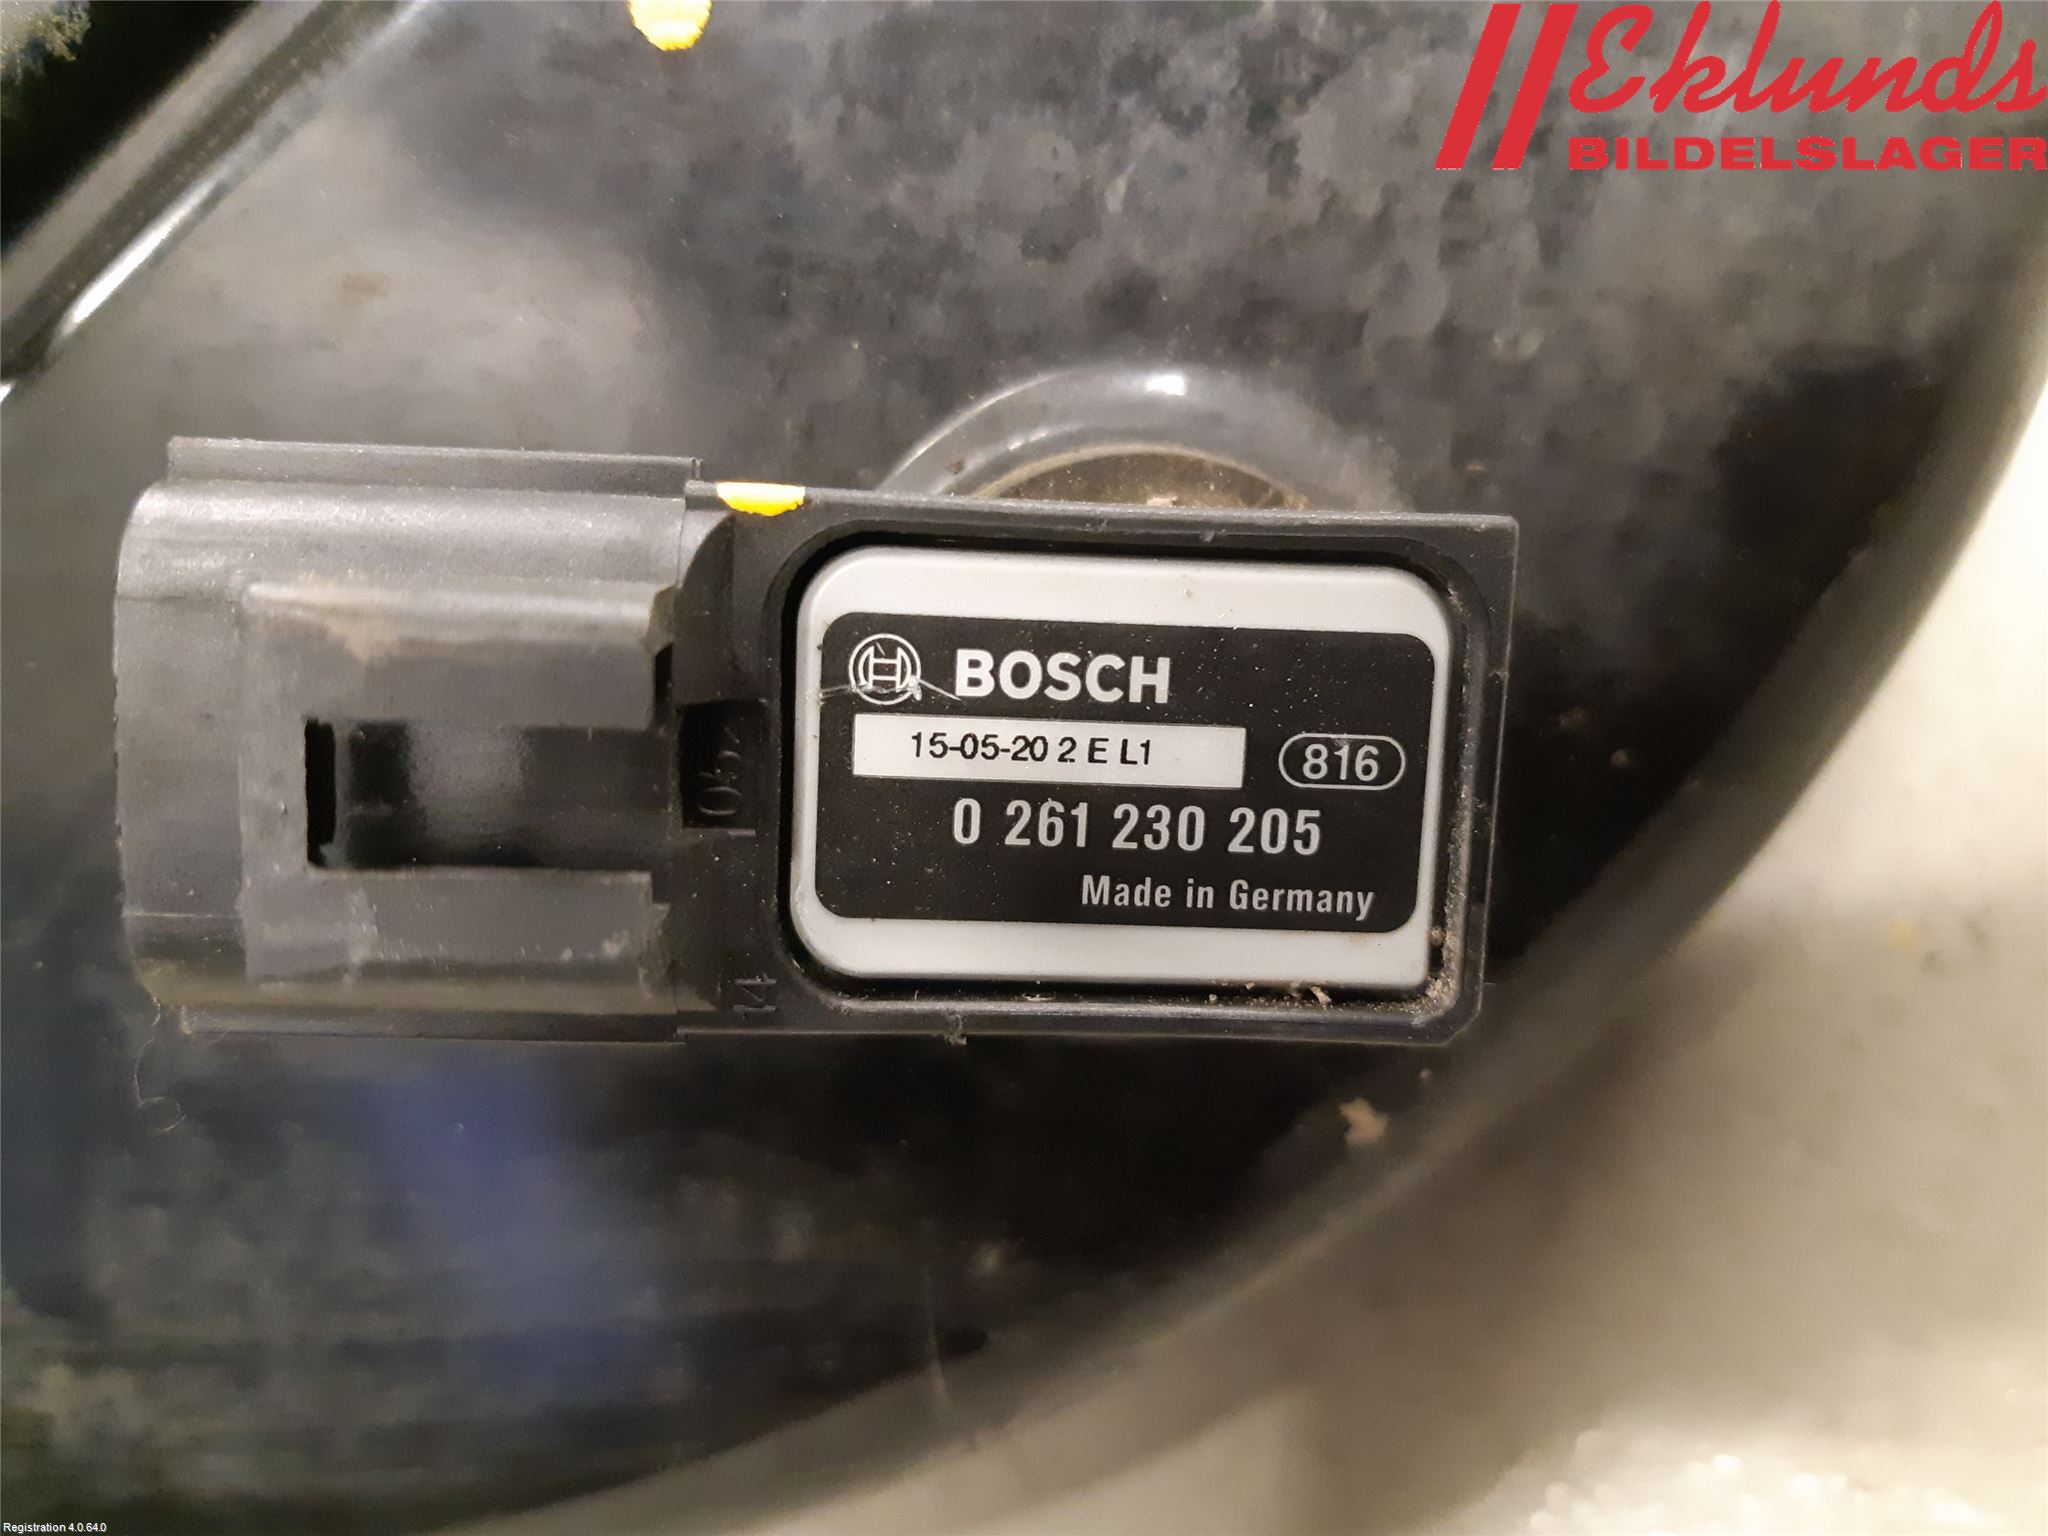 Eklunds
BILDELSLAGER
BOSCH
15-05-20 2 E L1
816
0 261 230 205
Made in Germany
14
Registration 4.0.64.0